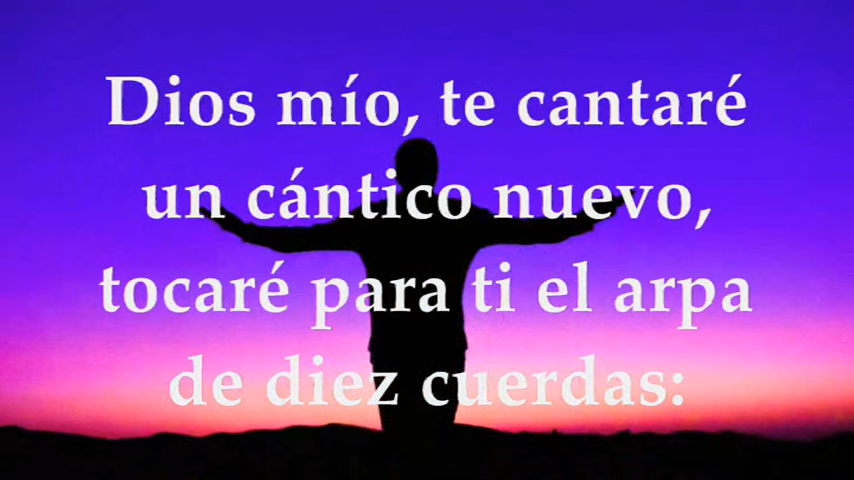 Dios mío, te cantaré
un cántico nuevo,
tocaré para ti el arpa
de diez cuerdas: